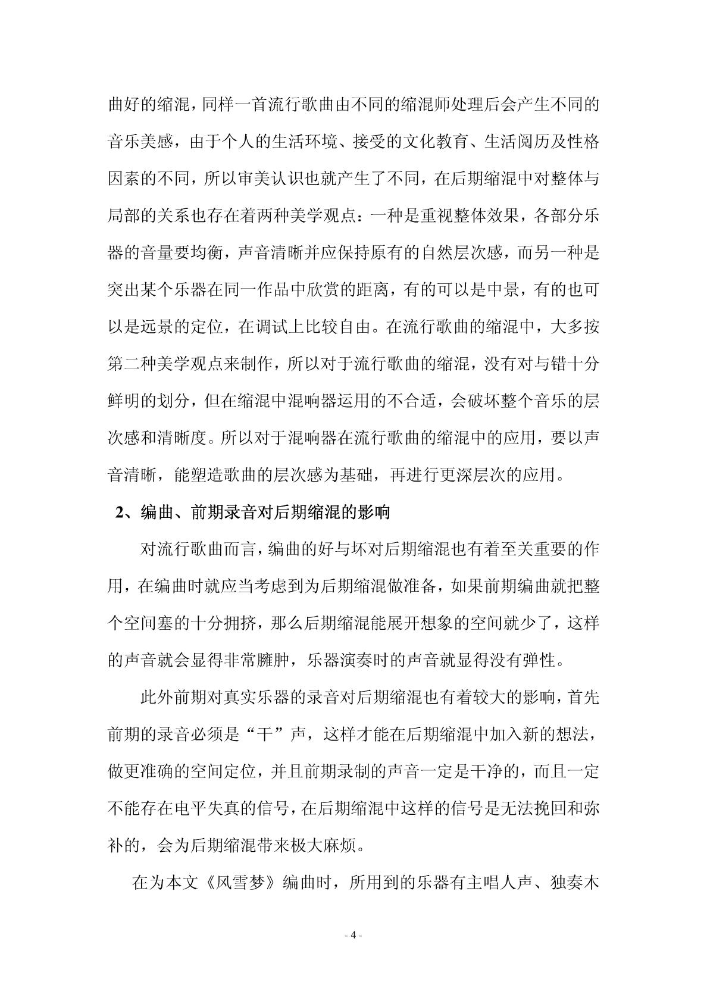 曲好的缩混，同样一首流行歌曲由不同的缩混师处理后会产生不同的
音乐美感，由于个人的生活环境、接受的文化教育、生活阅历及性格
因素的不同，所以审美认识也就产生了不同，在后期缩混中对整体与
局部的关系也存在着两种美学观点：一种是重视整体效果，各部分乐
器的音量要均衡，声音清晰并应保持原有的自然层次感，而另一种是
突出某个乐器在同一作品中欣赏的距离，有的可以是中景，有的也可
以是远景的定位，在调试上比较自由。在流行歌曲的缩混中，大多按
第二种美学观点来制作，所以对于流行歌曲的缩混，没有对与错十分
鲜明的划分，但在缩混中混响器运用的不合适，会破坏整个音乐的层
次感和清晰度。所以对于混响器在流行歌曲的缩混中的应用，要以声
音清晰，能塑造歌曲的层次感为基础，再进行更深层次的应用。
2、编曲、前期录音对后期缩混的影响
对流行歌曲而言，编曲的好与坏对后期缩混也有着至关重要的作
用，在编曲时就应当考虑到为后期缩混做准备，如果前期编曲就把整
个空间塞的十分拥挤，那么后期缩混能展开想象的空间就少了，这样
的声音就会显得非常臃肿，乐器演奏时的声音就显得没有弹性。
此外前期对真实乐器的录音对后期缩混也有着较大的影响，首先
前期的录音必须是“干”声，这样才能在后期缩混中加入新的想法，
做更准确的空间定位，并且前期录制的声音一定是干净的，而且一定
不能存在电平失真的信号，在后期缩混中这样的信号是无法挽回和弥
补的，会为后期缩混带来极大麻烦。
在为本文《风雪梦》编曲时，所用到的乐器有主唱人声、独奏木
- 4 -